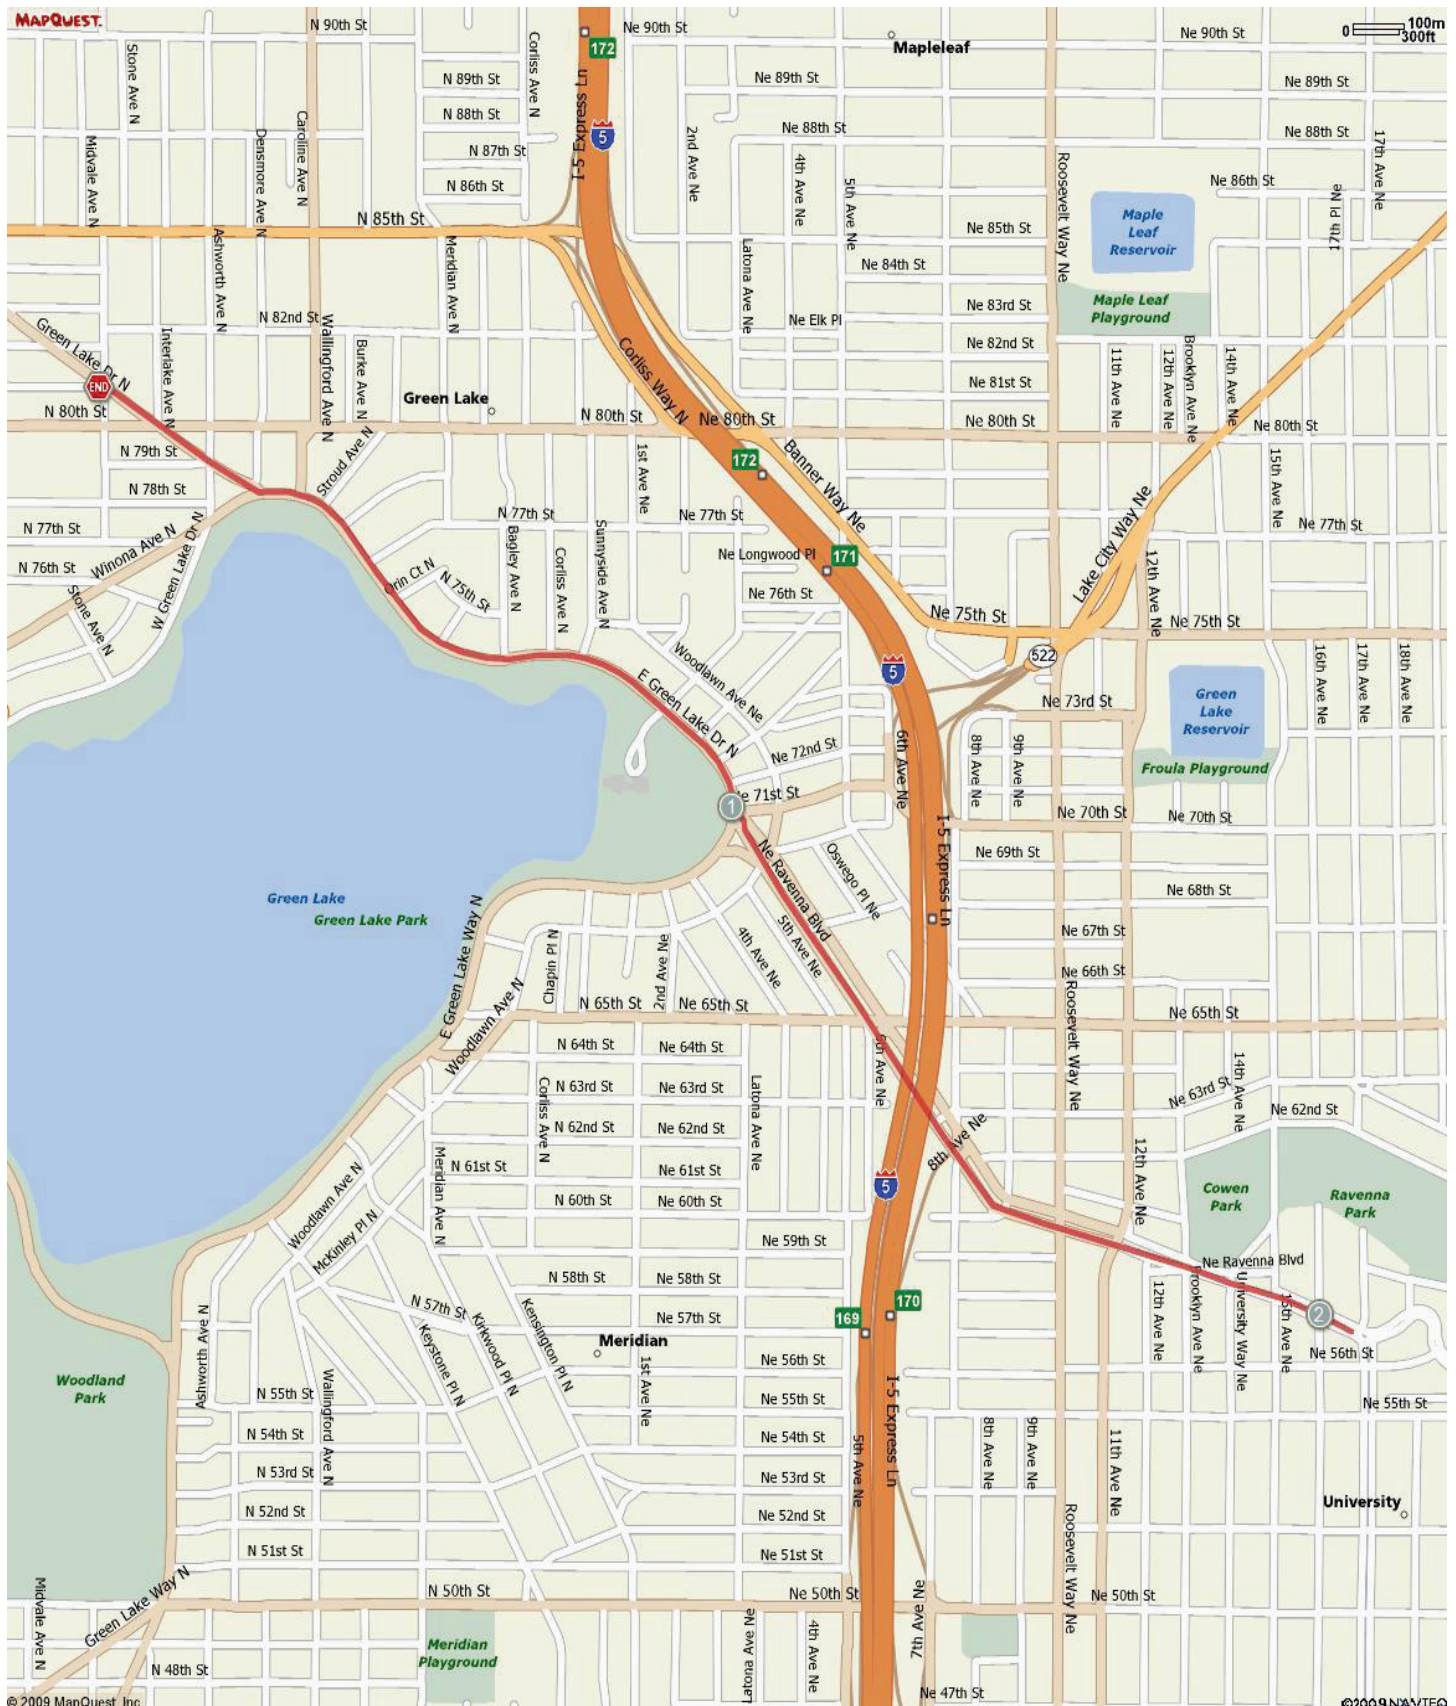 MAPQUEST.
N 90th St
Ne 90th St
Mapleleaf
Ne 90th St
0
100m
300ft
172
Stone Ave N
Corliss Ave N
I-5 Express Ln
N 89th St
Ne 89th St
Ne 89th St
N 88th St
Ne 88th St
Ne 88th St
Midvale Ave N
Densmore Ave N
Caroline Ave N
N 87th St
5
2nd Ave Ne
4th Ave Ne
5th Ave Ne
Roosevelt Way Ne
17th Ave Ne
N 86th St
Ne 86th St
17th Pl Ne
N 85th St
Ne 85th St
Maple
Leaf
Reservoir
Ashworth Ave N
Meridian Ave N
Latona Ave Ne
Ne 84th St
Ne 83rd St
Maple Leaf
Playground
N 82nd St
Ne Elk Pl
Ne 82nd St
Green Lake Dr N
Interlake Ave N
Wallingford Ave N
Burke Ave N
Corliss Way N
11th Ave Ne
12th Ave Ne
Brooklyn Ave Ne
14th Ave Ne
END
Ne 81st St
Green Lake
N 80th St
N 80th St
Ne 80th St
Ne 80th St
Ne 80th St
N 79th St
Stroud Ave N
1st Ave Ne
172
Banner Way Ne
15th Ave Ne
N 78th St
N 77th St
N 77th St
Ne 77th St
Ne 77th St
Winona Ave N
W Green Lake Dr N
Bagley Ave N
Corliss Ave N
Sunnyside Ave N
Ne Longwood Pl
171
Lake City Way Ne
12th Ave Ne
N 76th St
Orin Ct N
N 75th St
Ne 76th St
Stone Ave N
Ne 75th St
Ne 75th St
522
Woodlawn Ave Ne
5
16th Ave Ne
17th Ave Ne
18th Ave Ne
E Green Lake Dr N
Ne 73rd St
Green
Lake
Reservoir
Ne 72nd St
6th Ave Ne
8th Ave Ne
9th Ave Ne
Froula Playground
1
Ne 71st St
Ne 70th St
Ne 70th St
Ne Ravenna Blvd
Oswego Pl Ne
I-5 Express Ln
Ne 69th St
Ne 68th St
Green Lake
Green Lake Park
E Green Lake Way N
5th Ave Ne
4th Ave Ne
Ne 67th St
Chapin Pl N
2nd Ave Ne
Ne 66th St
Woodlawn Ave N
N 65th St
Ne 65th St
Roosevelt Way Ne
Ne 65th St
N 64th St
Ne 64th St
6th Ave Ne
N 63rd St
Ne 63rd St
Corliss Ave N
Latona Ave Ne
Ne 63rd St
14th Ave Ne
Ne 62nd St
N 62nd St
Ne 62nd St
8th Ave Ne
12th Ave Ne
Meridian Ave N
N 61st St
Ne 61st St
5
Woodlawn Ave N
N 60th St
Ne 60th St
Cowen
Park
Ravenna
Park
McKinley Pl N
Ne 59th St
Ne Ravenna Blvd
N 58th St
Ne 58th St
N 57th St
Ne 57th St
169
170
12th Ave Ne
Brooklyn Ave Ne
University Way Ne
15th Ave Ne
2
Ashworth Ave N
Keystone Pl N
Kirkwood Pl N
Kensington Pl N
Meridian
Ne 56th St
Ne 56th St
Woodland
Park
1st Ave Ne
N 55th St
Wallingford Ave N
Ne 55th St
I-5 Express Ln
Ne 55th St
N 54th St
Ne 54th St
5th Ave Ne
8th Ave Ne
9th Ave Ne
11th Ave Ne
N 53rd St
Ne 53rd St
University
N 52nd St
Ne 52nd St
Roosevelt Way Ne
N 51st St
Ne 51st St
Midvale Ave N
Green Lake Way N
N 50th St
Ne 50th St
7th Ave Ne
Ne 50th St
Meridian
Playground
Latona Ave Ne
4th Ave Ne
N 48th St
Ne 47th St
© 2009 MapQuest, Inc
©2009 NAVTEQ